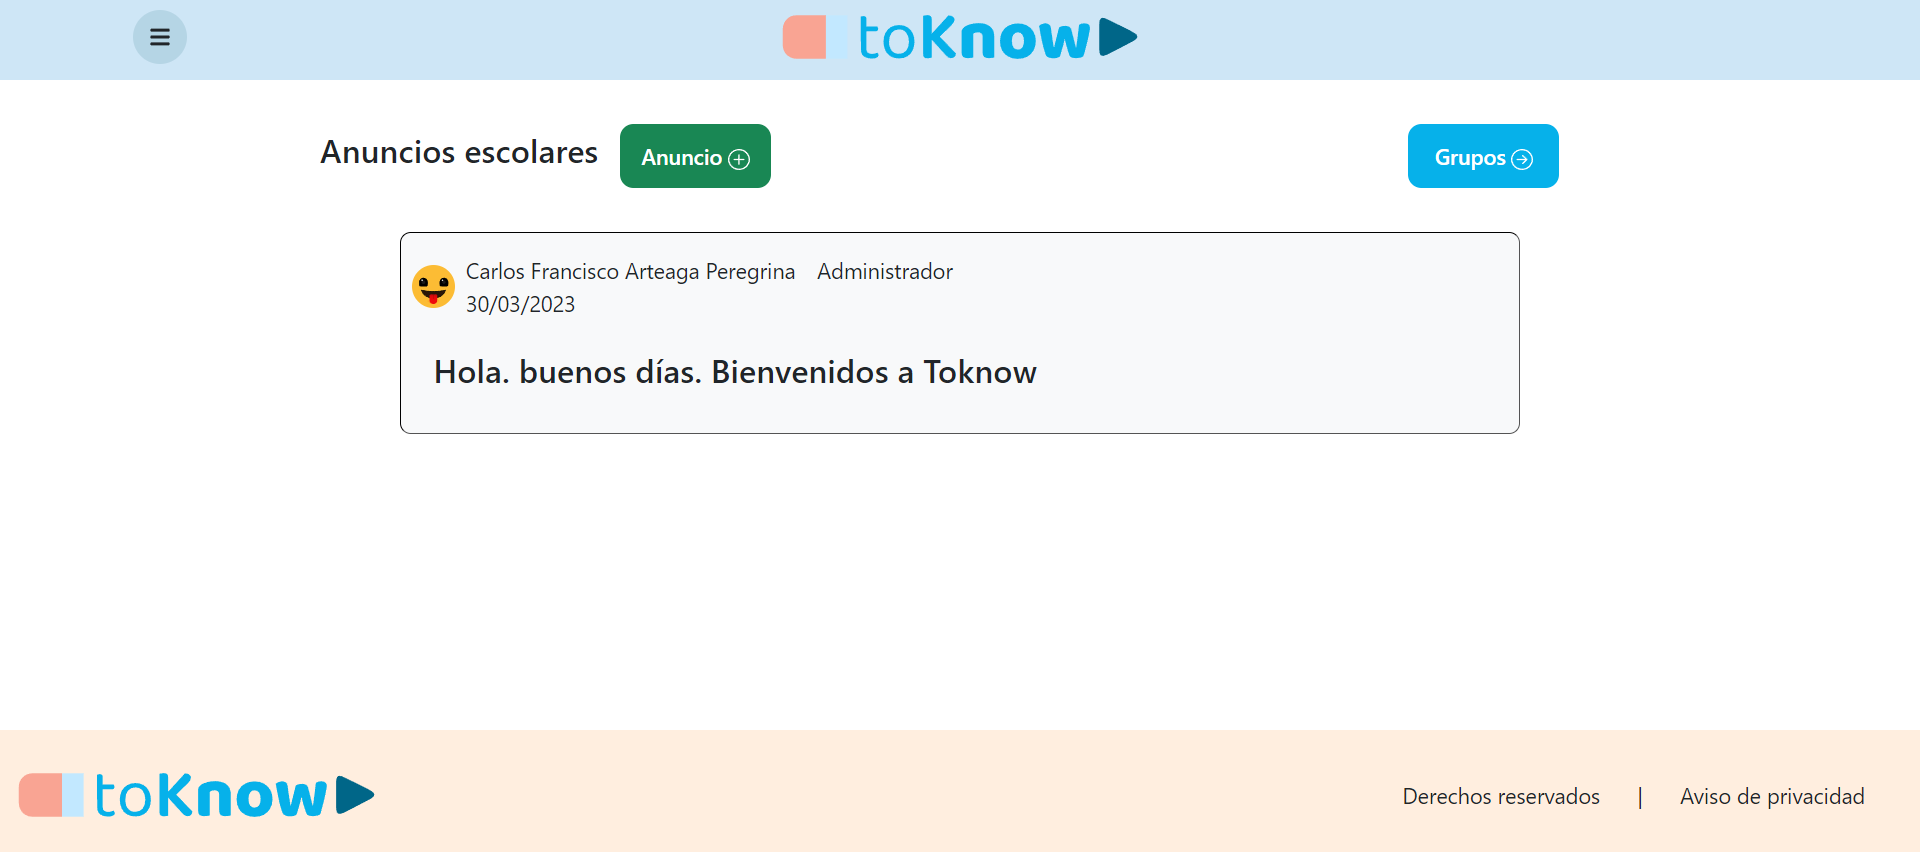 toKnow
Anuncios escolares
Anuncio
Grupos
Carlos Francisco Arteaga Peregrina Administrador
30/03/2023
Hola. buenos días. Bienvenidos a Toknow
toKnow
Derechos reservados | Aviso de privacidad